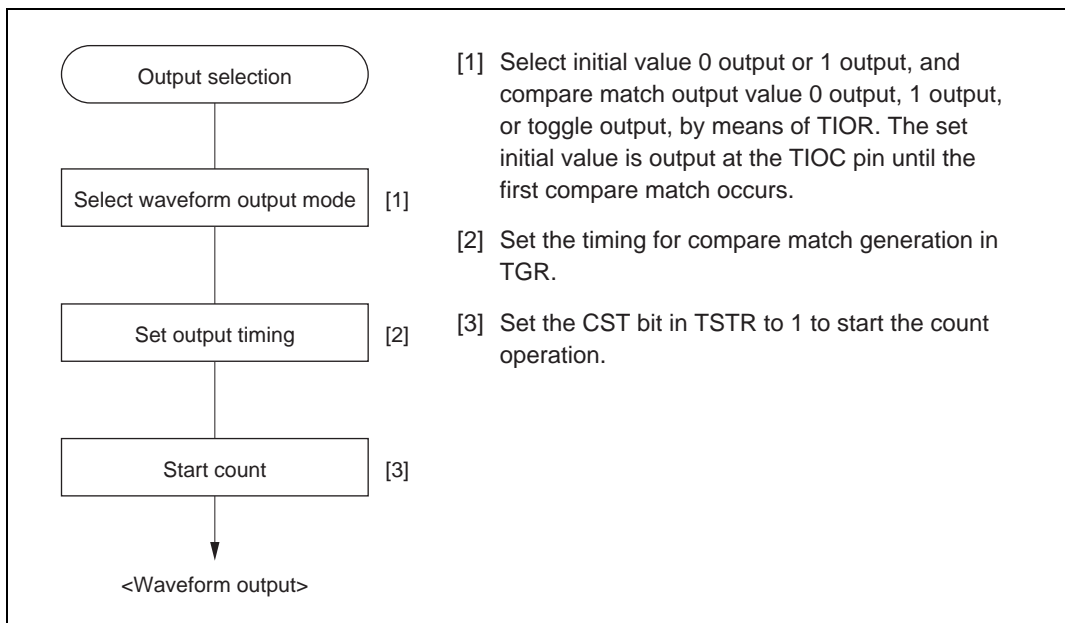 Output selection
Select waveform output mode [1]
Set output timing [2]
Start count [3]
<Waveform output>
[1] Select initial value 0 output or 1 output, and
compare match output value 0 output, 1 output,
or toggle output, by means of TIOR. The set
initial value is output at the TIOC pin until the
first compare match occurs.
[2] Set the timing for compare match generation in
TGR.
[3] Set the CST bit in TSTR to 1 to start the count
operation.